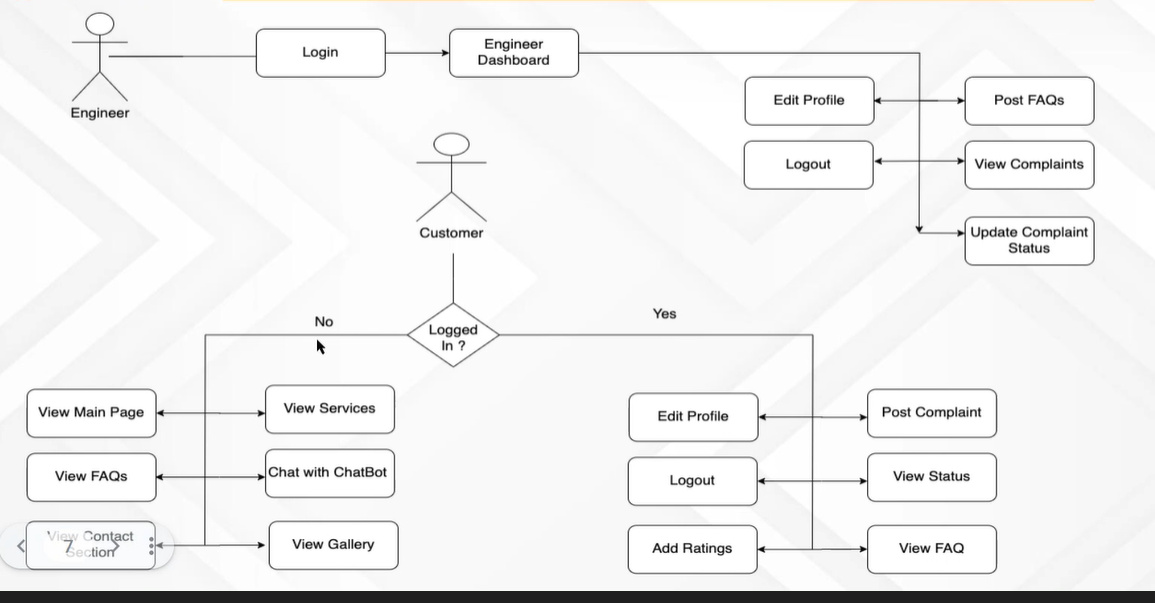 Login
Engineer
Dashboard
Engineer
Edit Profile
Post FAQs
Logout
View Complaints
Update Complaint
Status
Customer
Logged
In ?
No
Yes
View Main Page
View Services
Edit Profile
Post Complaint
View FAQs
Chat with ChatBot
Logout
View Status
View Contact
Section
7
View Gallery
Add Ratings
View FAQ